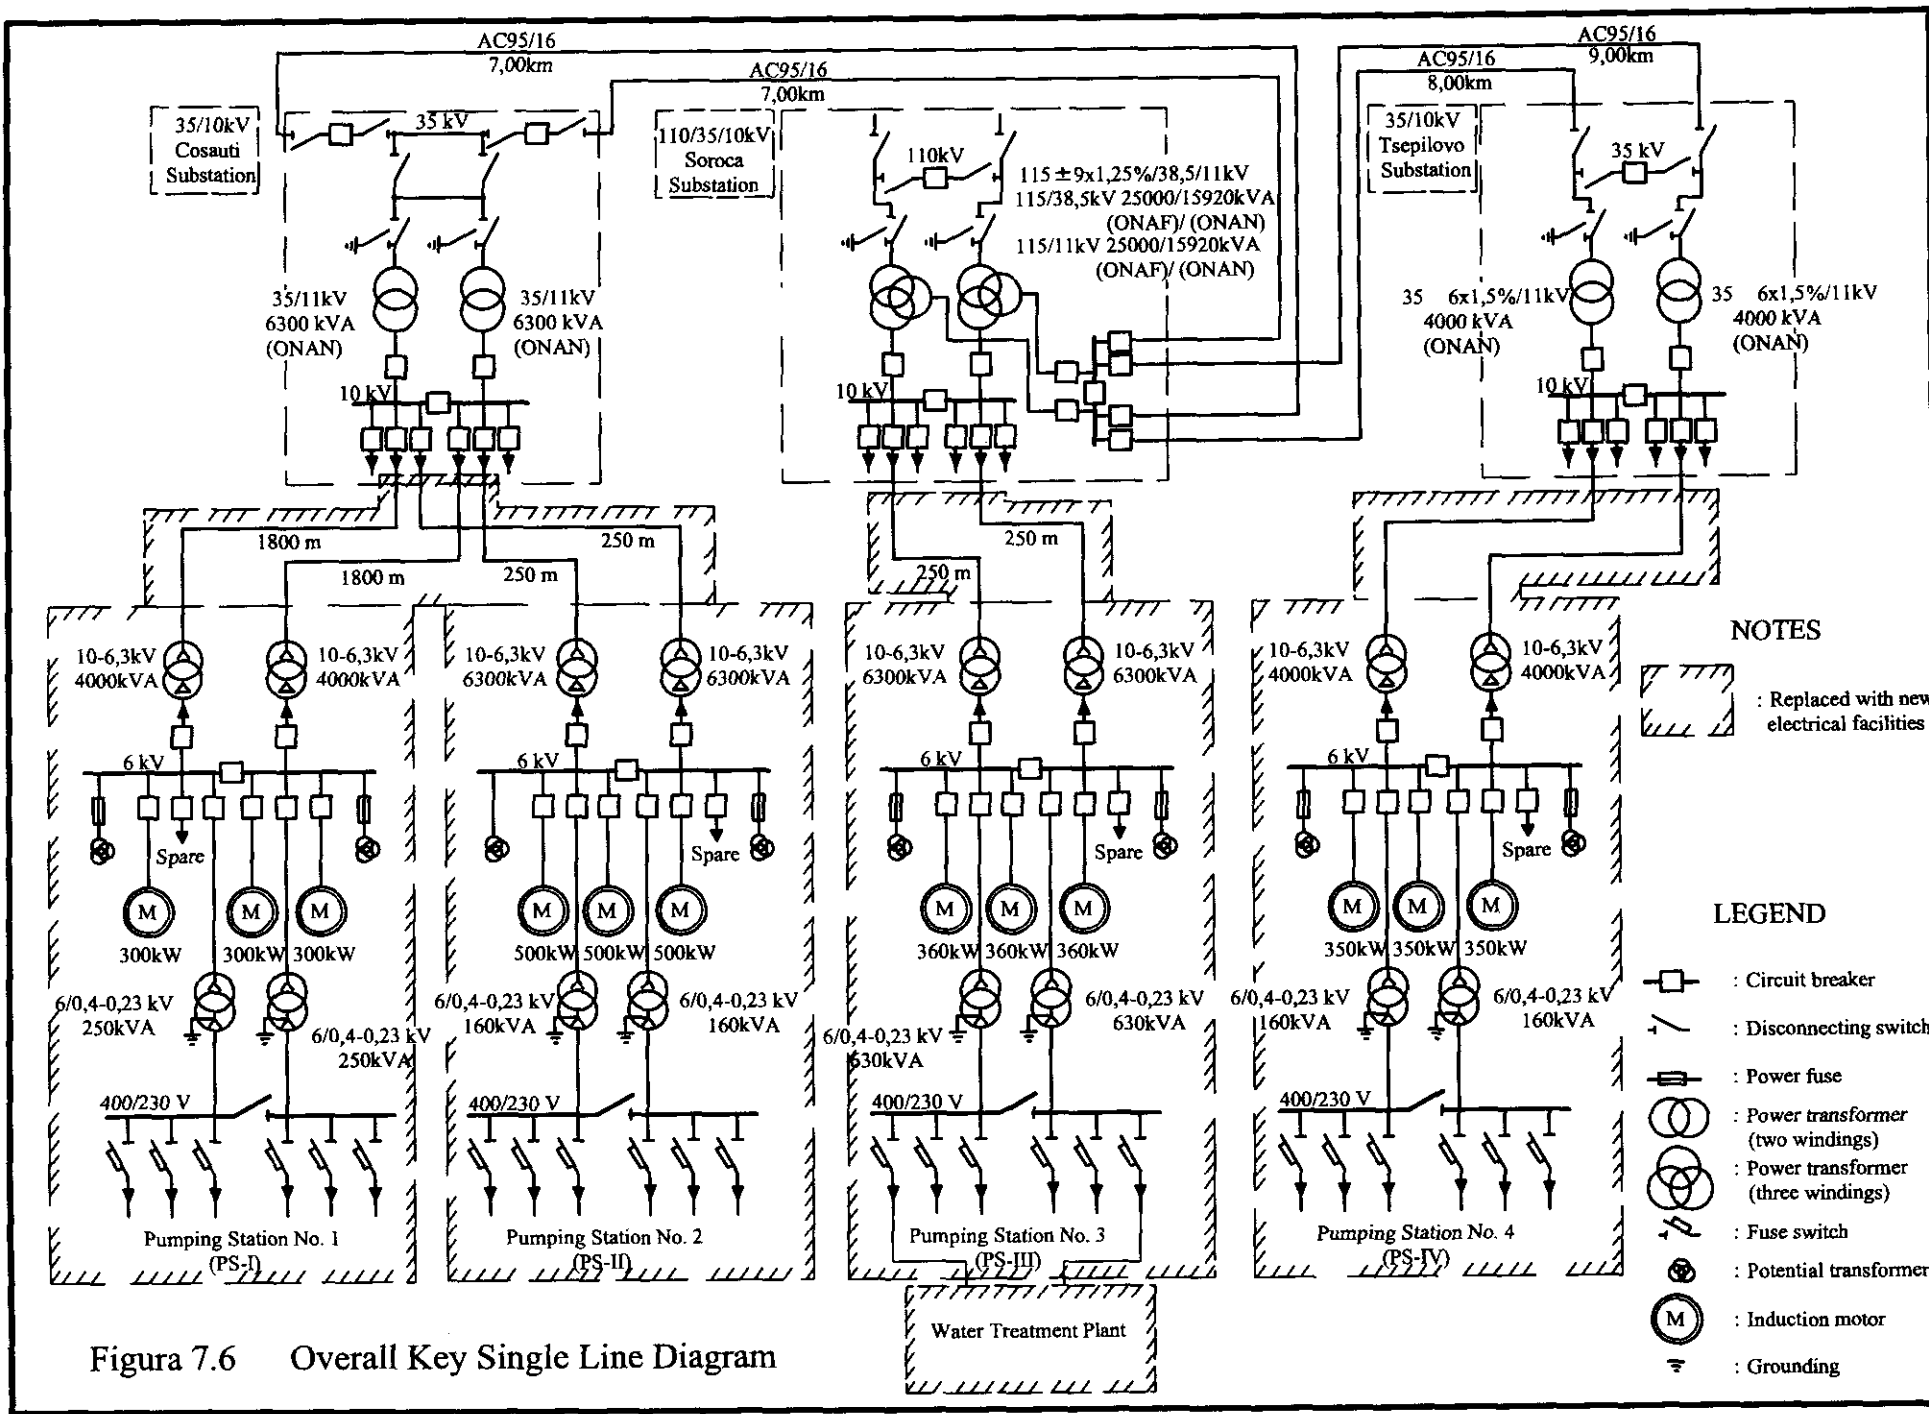 AC95/16
7,00km
AC95/16
7,00km
AC95/16
8,00km
AC95/16
9,00km
35/10kV
Cosauti
Substation
35 kV
110/35/10kV
Soroca
Substation
110kV
115 ±9x1,25%/38,5/11kV
115/38,5kV 25000/15920kVA
(ONAF)/ (ONAN)
115/11kV 25000/15920kVA
(ONAF)/ (ONAN)
35/10kV
Tsepilovo
Substation
35 kV
35/11kV
6300 kVA
(ONAN)
35/11kV
6300 kVA
(ONAN)
35 6x1,5%/11kV
4000 kVA
(ONAN)
35 6x1,5%/11kV
4000 kVA
(ONAN)
10 kV
10 kV
10 kV
1800 m
250 m
1800 m
250 m
250 m
250 m
10-6,3kV
4000kVA
10-6,3kV
4000kVA
10-6,3kV
6300kVA
10-6,3kV
6300kVA
10-6,3kV
6300kVA
10-6,3kV
6300kVA
10-6,3kV
4000kVA
10-6,3kV
4000kVA
NOTES
: Replaced with new
electrical facilities
6 kV
6 kV
6 kV
6 kV
Spare
Spare
Spare
Spare
M
M
M
M
M
M
M
M
M
M
M
M
300kW
300kW
300kW
500kW
500kW
500kW
360kW
360kW
360kW
350kW
350kW
350kW
6/0,4-0,23 kV
250kVA
6/0,4-0,23 kV
250kVA
6/0,4-0,23 kV
160kVA
6/0,4-0,23 kV
160kVA
6/0,4-0,23 kV
630kVA
6/0,4-0,23 kV
630kVA
6/0,4-0,23 kV
160kVA
6/0,4-0,23 kV
160kVA
400/230 V
400/230 V
400/230 V
400/230 V
Pumping Station No. 1
(PS-I)
Pumping Station No. 2
(PS-II)
Pumping Station No. 3
(PS-III)
Pumping Station No. 4
(PS-IV)
Water Treatment Plant
LEGEND
: Circuit breaker
: Disconnecting switch
: Power fuse
: Power transformer
(two windings)
: Power transformer
(three windings)
: Fuse switch
: Potential transformer
M
: Induction motor
: Grounding
Figura 7.6 Overall Key Single Line Diagram